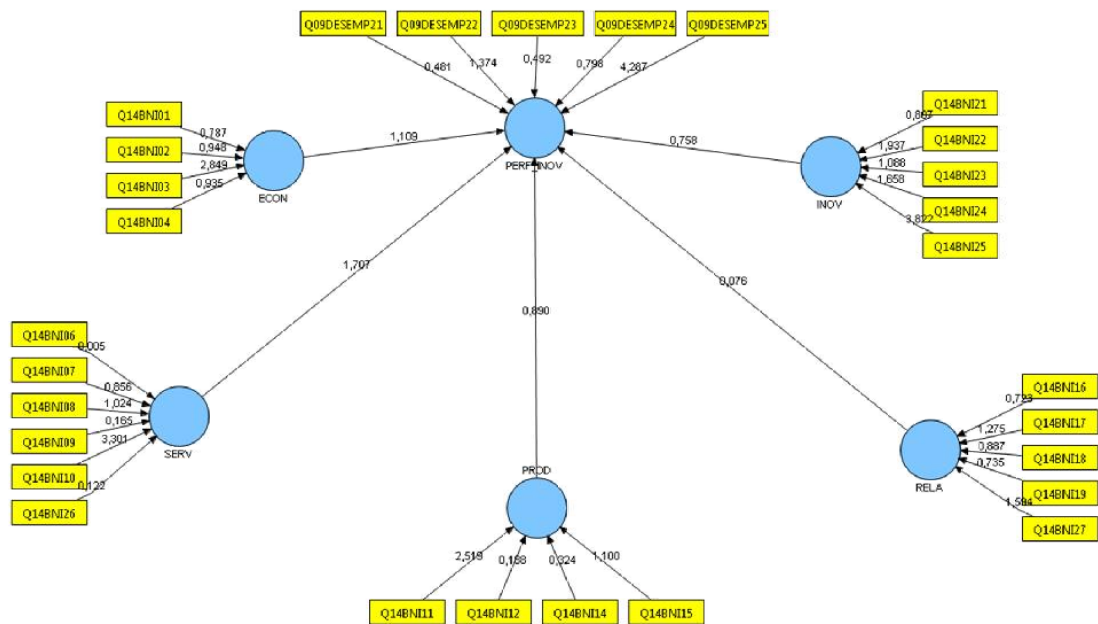 Q09DESEMP21
Q09DESEMP22
Q09DESEMP23
Q09DESEMP24
Q09DESEMP25
0,481
1,374
0,492
0,798
4,287
Q14BNI01
Q14BNI02
Q14BNI03
Q14BNI04
0,787
0,948
2,849
0,935
ECON
1,109
PERF_INOV
0,758
INOV
Q14BNI21
Q14BNI22
Q14BNI23
Q14BNI24
Q14BNI25
1,937
1,088
1,658
3,822
1,707
0,890
0,076
Q14BNI06
Q14BNI07
Q14BNI08
Q14BNI09
Q14BNI10
Q14BNI26
0,005
0,856
1,024
0,165
3,301
0,122
SERV
PROD
2,519
0,188
0,324
1,100
Q14BNI11
Q14BNI12
Q14BNI14
Q14BNI15
RELA
Q14BNI16
Q14BNI17
Q14BNI18
Q14BNI19
Q14BNI27
0,723
1,275
0,887
0,735